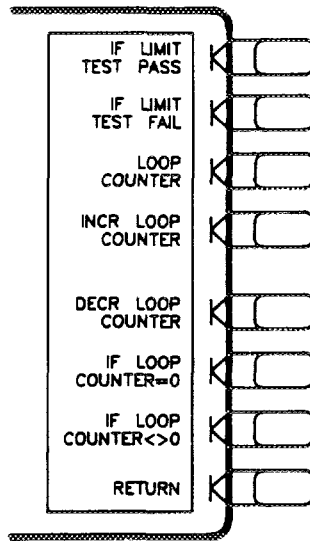 IF LIMIT
TEST PASS
IF LIMIT
TEST FAIL
LOOP
COUNTER
INCR LOOP
COUNTER
DECR LOOP
COUNTER
IF LOOP
COUNTER=0
IF LOOP
COUNTER<>0
RETURN